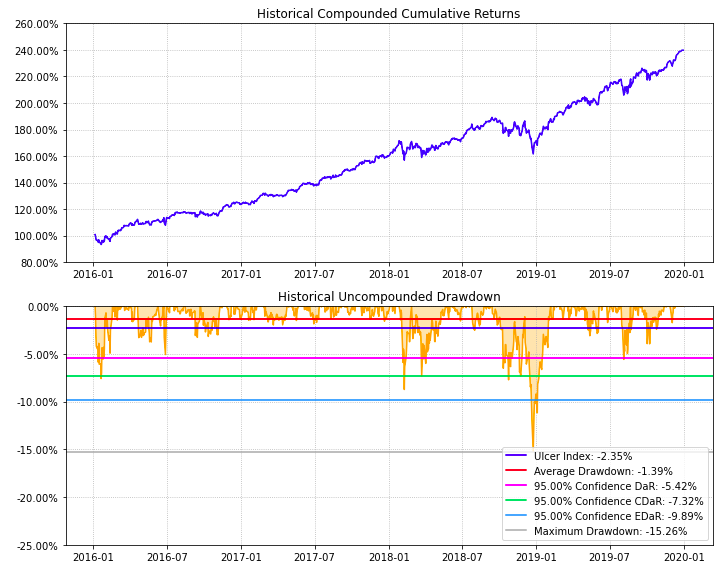 Historical Compounded Cumulative Returns
260.00%
240.00%
220.00%
200.00%
180.00%
160.00%
140.00%
120.00%
100.00%
80.00%
2016-01 2016-07 2017-01 2017-07 2018-01 2018-07 2019-01 2019-07 2020-01
Historical Uncompounded Drawdown
0.00%
-5.00%
-10.00%
-15.00%
-20.00%
-25.00%
Ulcer Index: -2.35%
Average Drawdown: -1.39%
95.00% Confidence DaR: -5.42%
95.00% Confidence CDaR: -7.32%
95.00% Confidence EDaR: -9.89%
Maximum Drawdown: -15.26%
2016-01 2016-07 2017-01 2017-07 2018-01 2018-07 2019-01 2019-07 2020-01